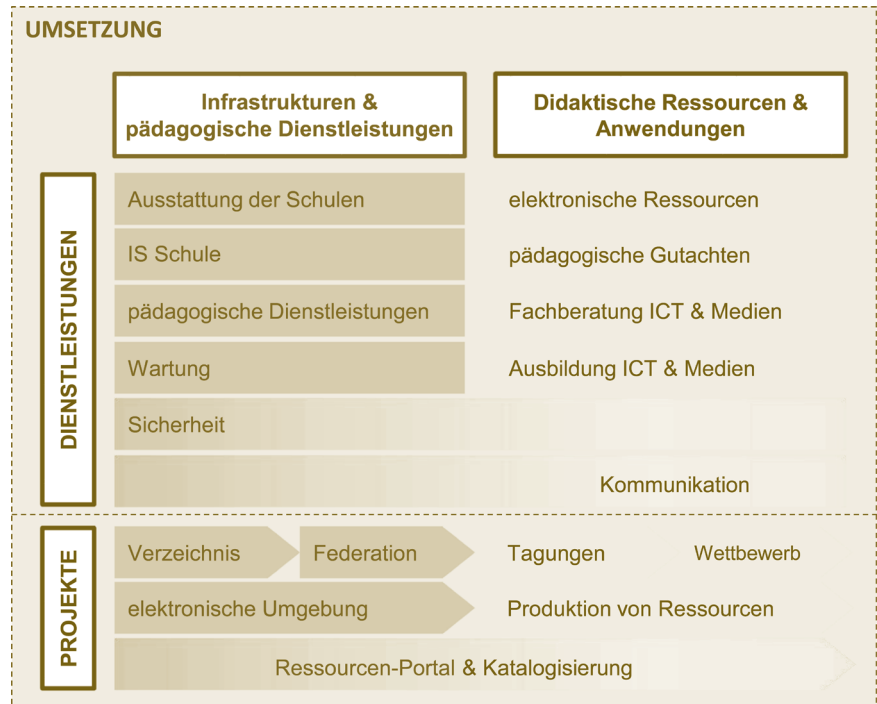 UMSETZUNG
Infrastrukturen &
pädagogische Dienstleistungen
Didaktische Ressourcen &
Anwendungen
DIENSTLEISTUNGEN
Ausstattung der Schulen
elektronische Ressourcen
IS Schule
pädagogische Gutachten
pädagogische Dienstleistungen
Fachberatung ICT & Medien
Wartung
Ausbildung ICT & Medien
Sicherheit
Kommunikation
PROJEKTE
Verzeichnis
Federation
Tagungen
Wettbewerb
elektronische Umgebung
Produktion von Ressourcen
Ressourcen-Portal & Katalogisierung